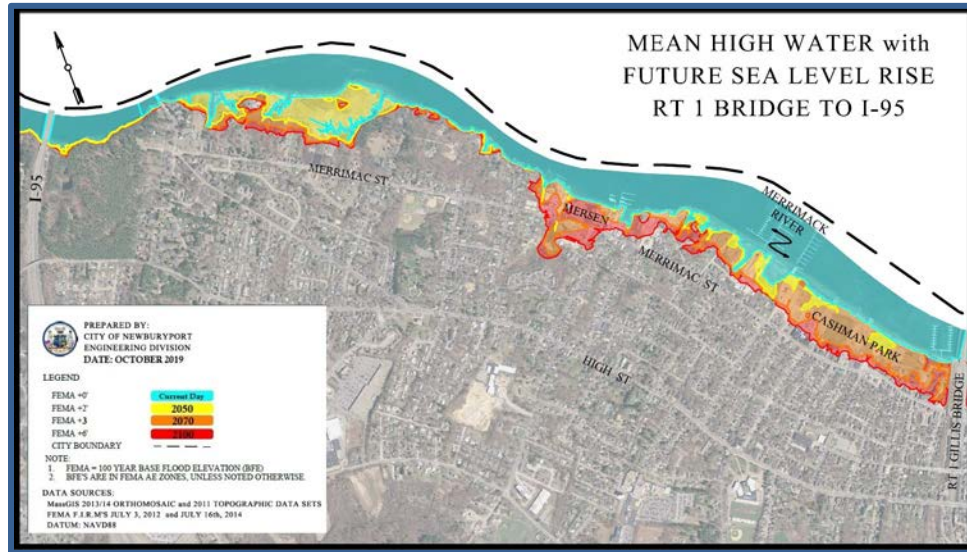 MEAN HIGH WATER with
FUTURE SEA LEVEL RISE
RT 1 BRIDGE TO I-95
I-95
MERRIMAC ST
MERSEN
MERRIMACK
RIVER
MERRIMAC ST
CASHMAN PARK
HIGH ST
RT 1 GILLIS BRIDGE
PREPARED BY:
CITY OF NEWBURYPORT
ENGINEERING DIVISION
DATE: OCTOBER 2019
LEGEND
FEMA +0' Current Day
FEMA +2' 2050
FEMA +3 2070
FEMA +6' 2100
CITY BOUNDARY
NOTE:
1. FEMA = 100 YEAR BASE FLOOD ELEVATION (BFE)
2. BFE'S ARE IN FEMA AE ZONES, UNLESS NOTED OTHERWISE
DATA SOURCES:
MassGIS 2013/14 ORTHOMOSAIC and 2011 TOPOGRAPHIC DATA SETS
FEMA F.I.R.M'S JULY 3, 2012 and JULY 16th, 2014
DATUM: NAVD88